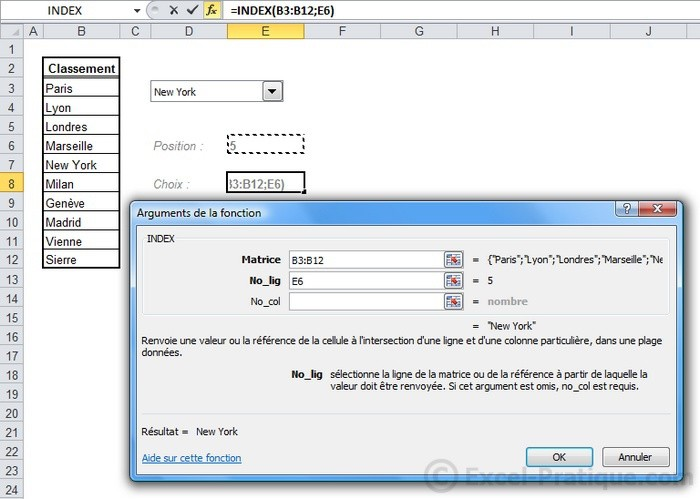 INDEX =INDEX(B3:B12;E6)
A B C D E F G H I J
1
2 Classement
3 Paris New York
4 Lyon
5 Londres
6 Marseille Position : 5
7 New York
8 Milan Choix : 33:B12;E6)
9 Genève
10 Madrid
11 Vienne
12 Sierre
13
14
15
16
17
18
19
20
21
22
23
24
Arguments de la fonction
INDEX
Matrice B3:B12 = {"Paris";"Lyon";"Londres";"Marseille";"Ne
No_lig E6 = 5
No_col = nombre
= "New York"
Renvoie une valeur ou la référence de la cellule à l'intersection d'une ligne et d'une colonne particulière, dans une plage
données.
No_lig sélectionne la ligne de la matrice ou de la référence à partir de laquelle la
valeur doit être renvoyée. Si cet argument est omis, no_col est requis.
Résultat = New York
Aide sur cette fonction
OK Annuler
© Excel-Pratique.com